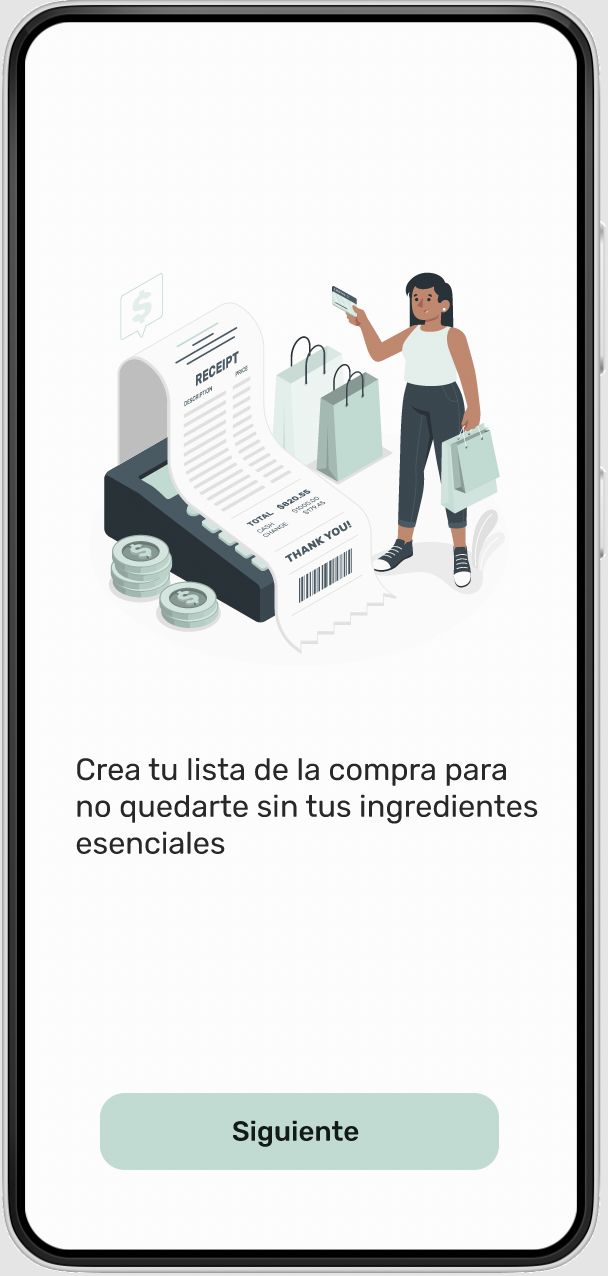 $
RECEIPT
DESCRIPTION
PRICE
TOTAL $820.55
CASH $1000.00
CHANGE $179.45
THANK YOU!
$
$
Crea tu lista de la compra para
no quedarte sin tus ingredientes
esenciales
Siguiente